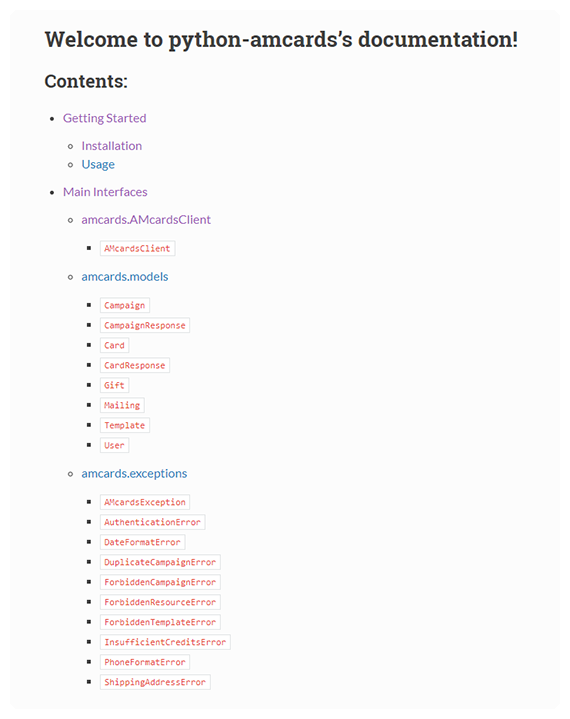 Welcome to python-amcards’s documentation!
Contents:
Getting Started
Installation
Usage
Main Interfaces
amcards.AMcardsClient
AMcardsClient
amcards.models
Campaign
CampaignResponse
Card
CardResponse
Gift
Mailing
Template
User
amcards.exceptions
AMcardsException
AuthenticationError
DateFormatError
DuplicateCampaignError
ForbiddenCampaignError
ForbiddenResourceError
ForbiddenTemplateError
InsufficientCreditsError
PhoneFormatError
ShippingAddressError